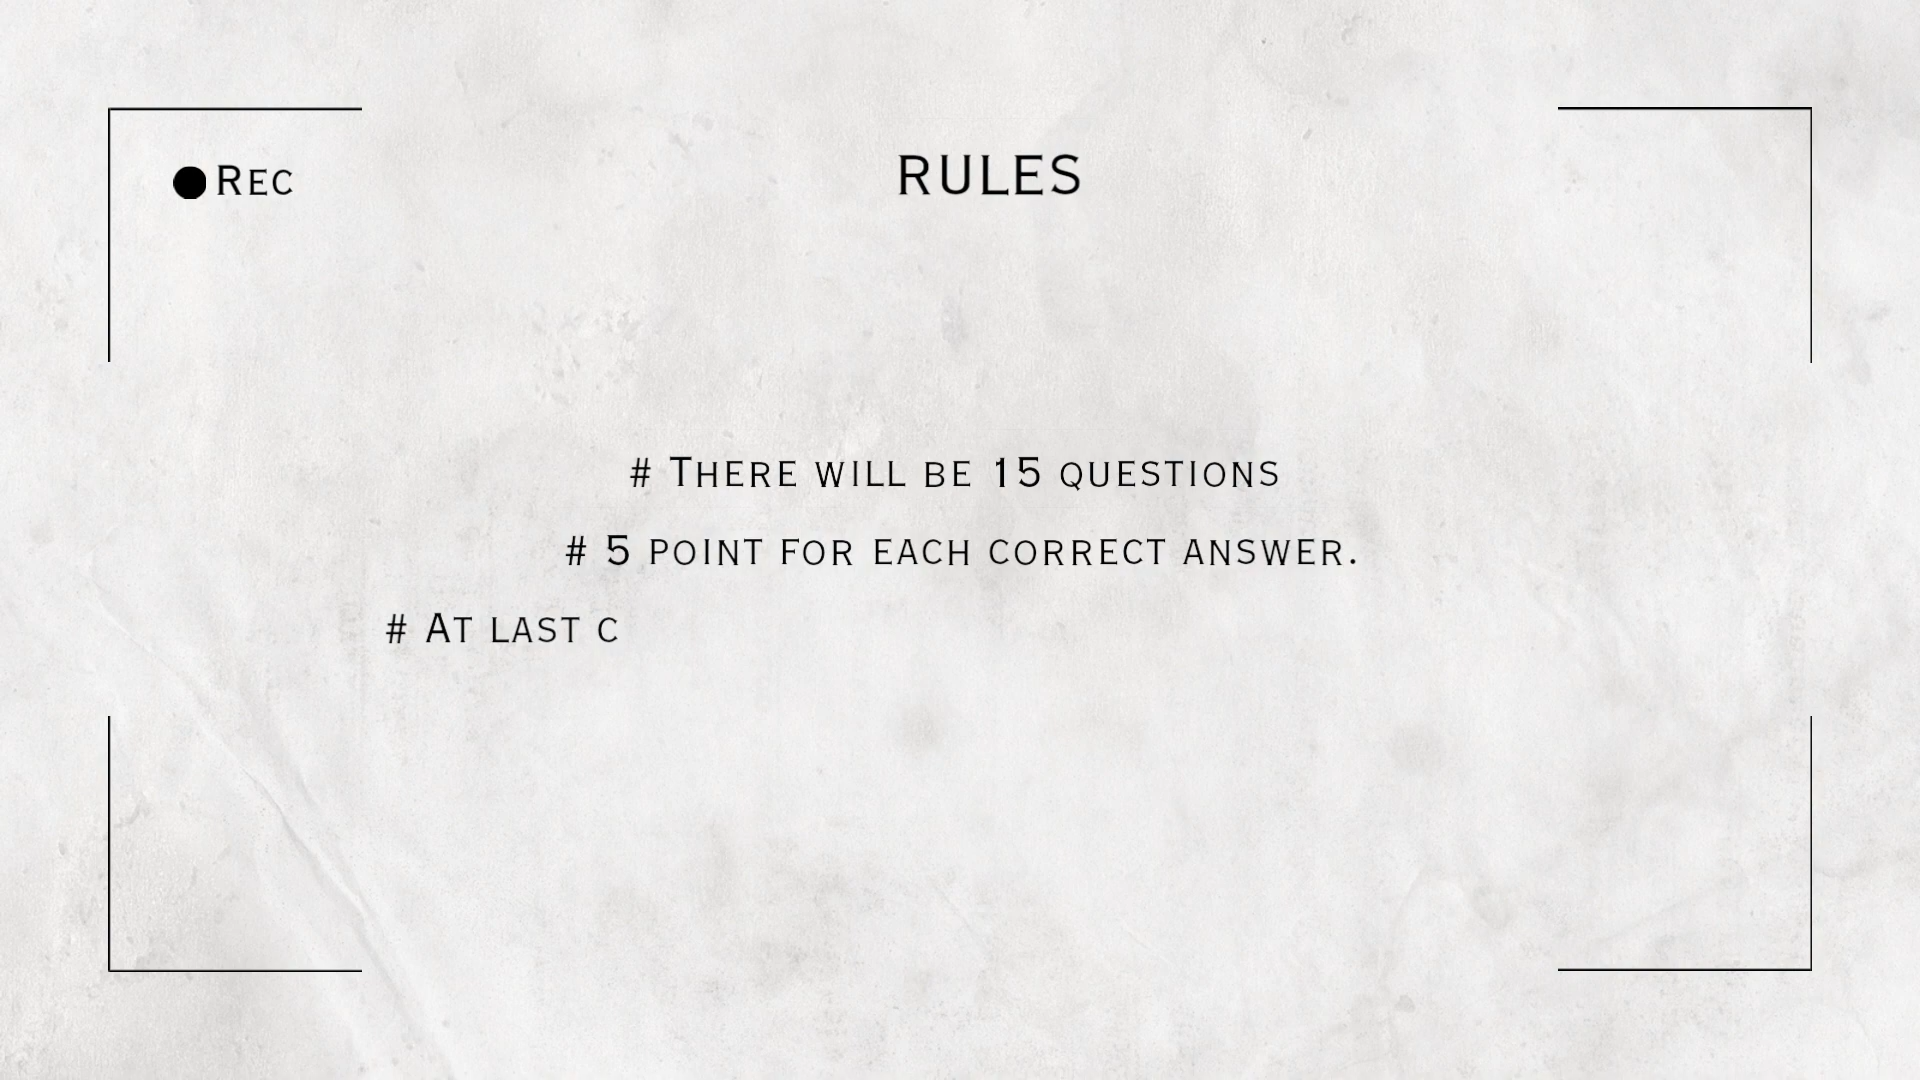 Rec
RULES
# There will be 15 questions
# 5 point for each correct answer.
# At last c